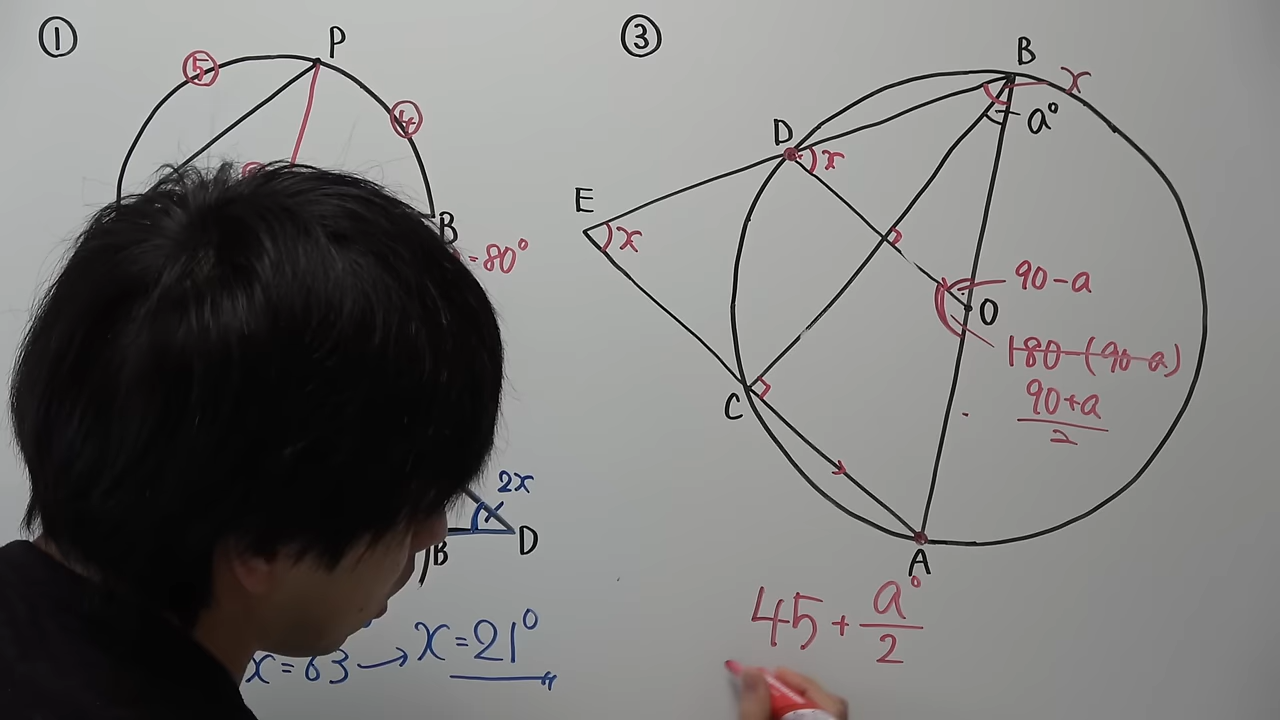 ①
P
⑤
④
B
=80°
2x
B
D
x=63→x=21°
③
B
x
a°
D
x
E
x
90-a
O
180-(90-a)
90+a
2
C
A
45+a°/2